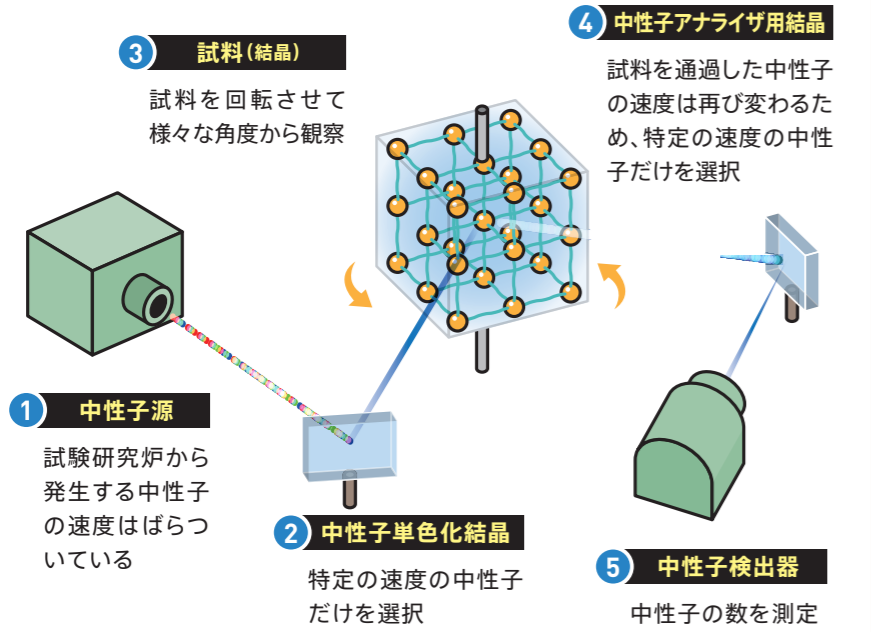 1 中性子源
試験研究炉から
発生する中性子
の速度はばらつ
いている
2 中性子単色化結晶
特定の速度の中性子
だけを選択
3 試料(結晶)
試料を回転させて
様々な角度から観察
4 中性子アナライザ用結晶
試料を通過した中性子
の速度は再び変わるた
め、特定の速度の中性
子だけを選択
5 中性子検出器
中性子の数を測定